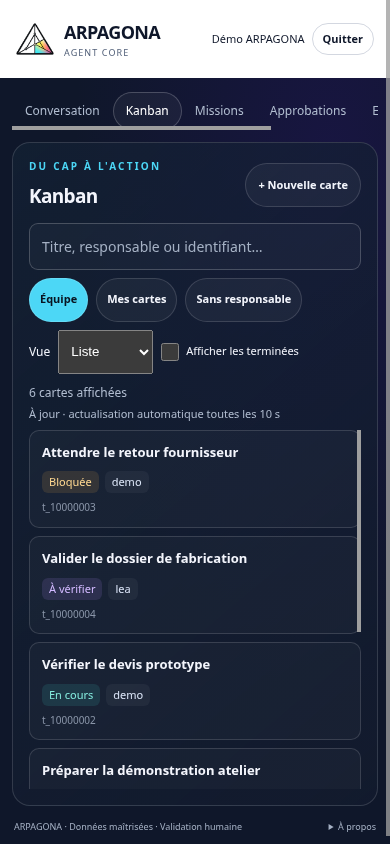 ARPAGONA
AGENT CORE
Démo ARPAGONA
Quitter
Conversation
Kanban
Missions
Approbations
E
DU CAP À L'ACTION
Kanban
+ Nouvelle carte
Titre, responsable ou identifiant…
Équipe
Mes cartes
Sans responsable
Vue
Liste
Afficher les terminées
6 cartes affichées
À jour · actualisation automatique toutes les 10 s
Attendre le retour fournisseur
Bloquée
demo
t_10000003
Valider le dossier de fabrication
À vérifier
lea
t_10000004
Vérifier le devis prototype
En cours
demo
t_10000002
Préparer la démonstration atelier
ARPAGONA · Données maîtrisées · Validation humaine
▶ À propos